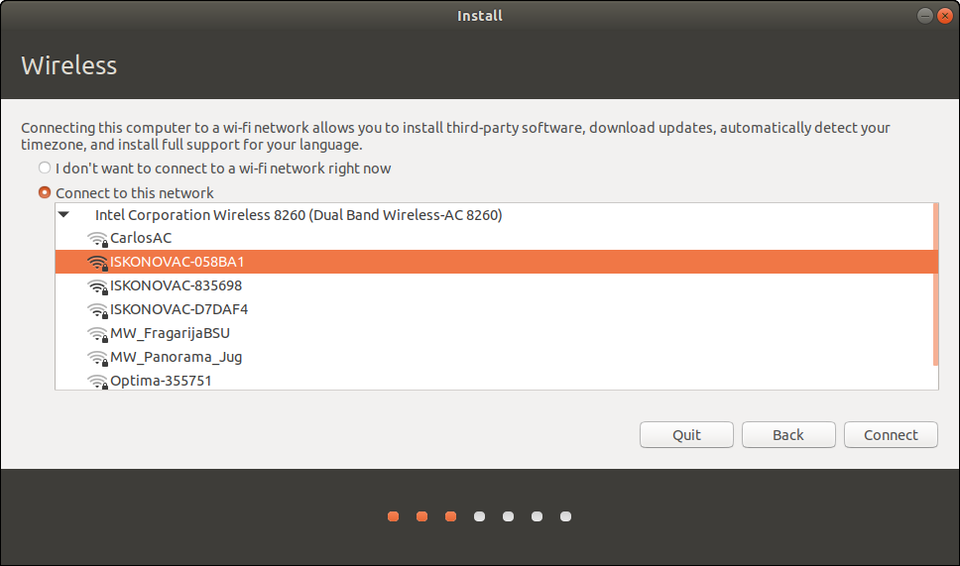 Install
Wireless
Connecting this computer to a wi-fi network allows you to install third-party software, download updates, automatically detect your
timezone, and install full support for your language.
I don't want to connect to a wi-fi network right now
Connect to this network
Intel Corporation Wireless 8260 (Dual Band Wireless-AC 8260)
CarlosAC
ISKONOVAC-058BA1
ISKONOVAC-835698
ISKONOVAC-D7DAF4
MW_FragarijaBSU
MW_Panorama_Jug
Optima-355751
Quit Back Connect